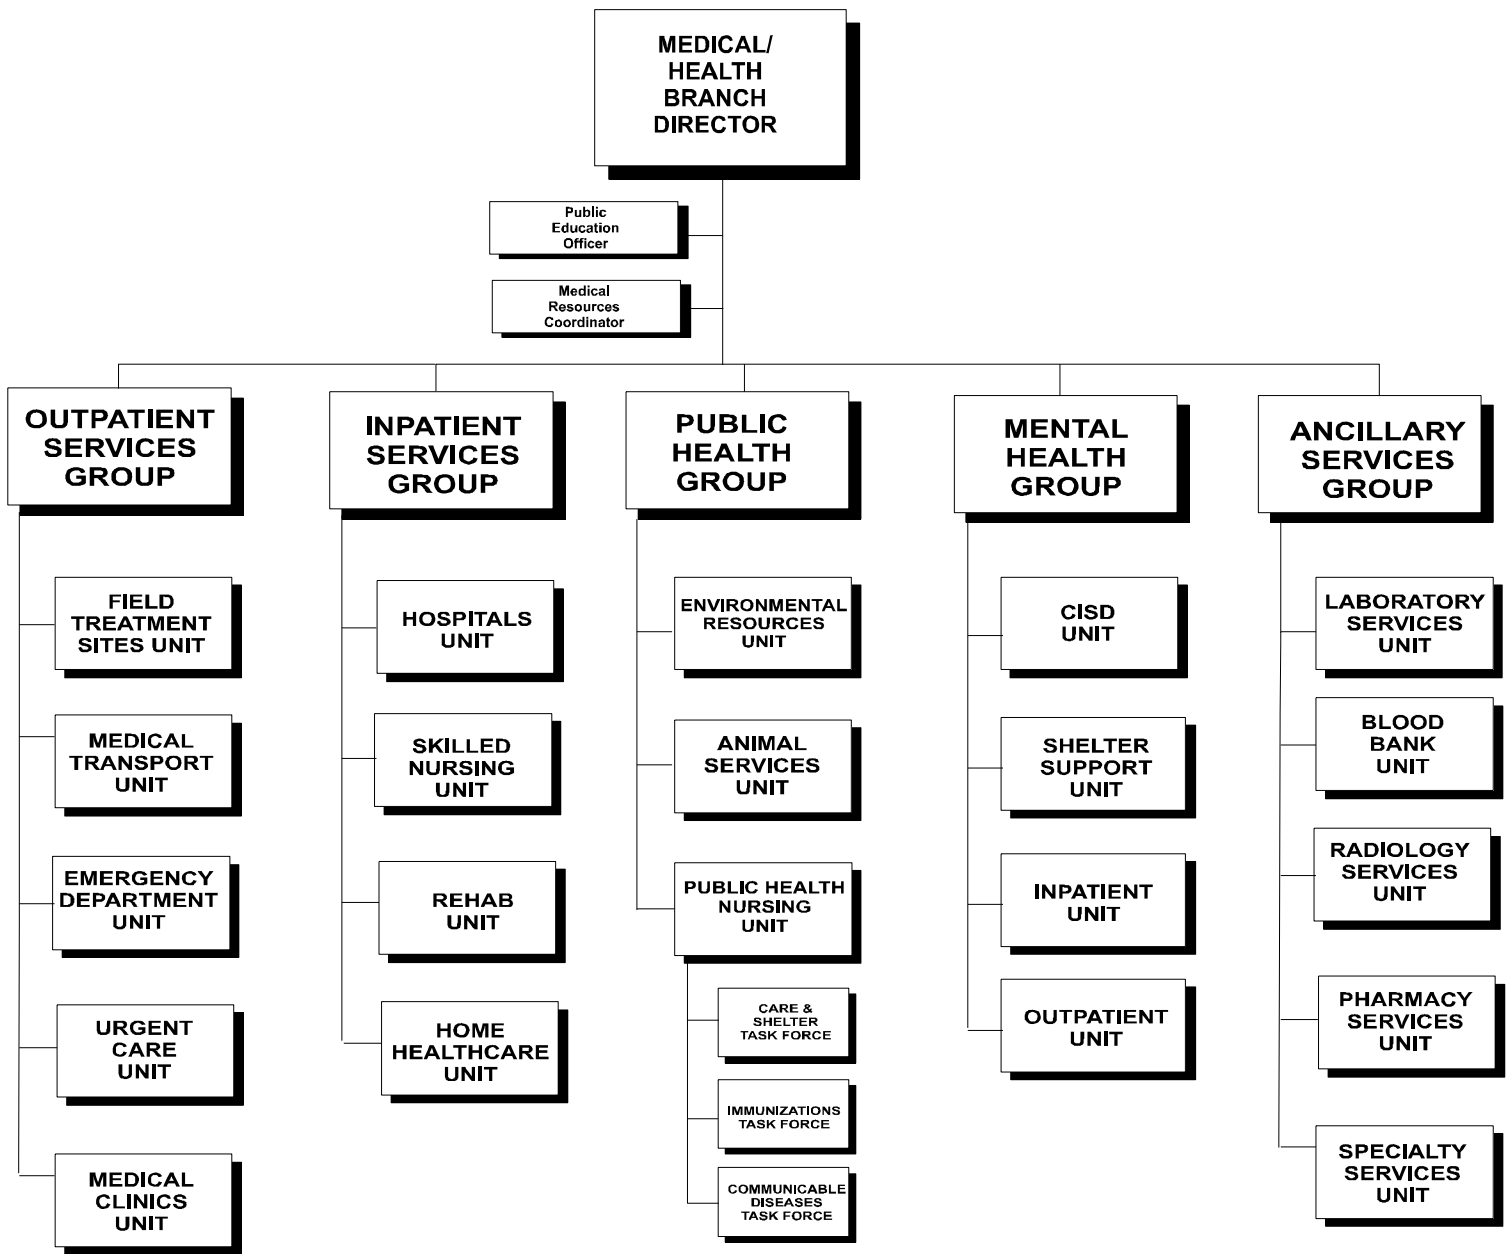 MEDICAL/
HEALTH
BRANCH
DIRECTOR
Public
Education
Officer
Medical
Resources
Coordinator
OUTPATIENT
SERVICES
GROUP
FIELD
TREATMENT
SITES UNIT
MEDICAL
TRANSPORT
UNIT
EMERGENCY
DEPARTMENT
UNIT
URGENT
CARE
UNIT
MEDICAL
CLINICS
UNIT
INPATIENT
SERVICES
GROUP
HOSPITALS
UNIT
SKILLED
NURSING
UNIT
REHAB
UNIT
HOME
HEALTHCARE
UNIT
PUBLIC
HEALTH
GROUP
ENVIRONMENTAL
RESOURCES
UNIT
ANIMAL
SERVICES
UNIT
PUBLIC HEALTH
NURSING
UNIT
CARE &
SHELTER
TASK FORCE
IMMUNIZATIONS
TASK FORCE
COMMUNICABLE
DISEASES
TASK FORCE
MENTAL
HEALTH
GROUP
CISD
UNIT
SHELTER
SUPPORT
UNIT
INPATIENT
UNIT
OUTPATIENT
UNIT
ANCILLARY
SERVICES
GROUP
LABORATORY
SERVICES
UNIT
BLOOD
BANK
UNIT
RADIOLOGY
SERVICES
UNIT
PHARMACY
SERVICES
UNIT
SPECIALTY
SERVICES
UNIT